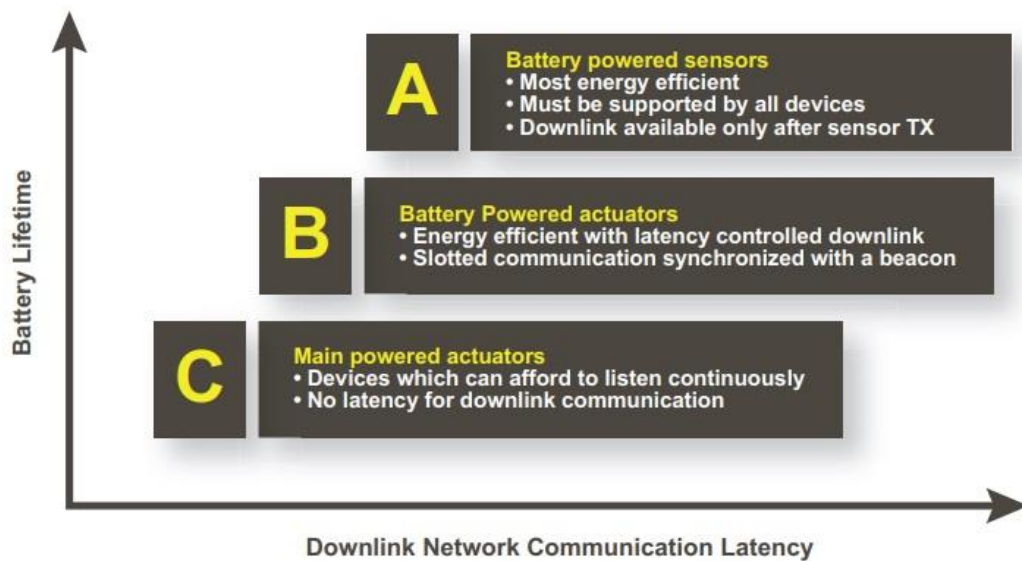 Battery Lifetime
A
Battery powered sensors
• Most energy efficient
• Must be supported by all devices
• Downlink available only after sensor TX
B
Battery Powered actuators
• Energy efficient with latency controlled downlink
• Slotted communication synchronized with a beacon
C
Main powered actuators
• Devices which can afford to listen continuously
• No latency for downlink communication
Downlink Network Communication Latency